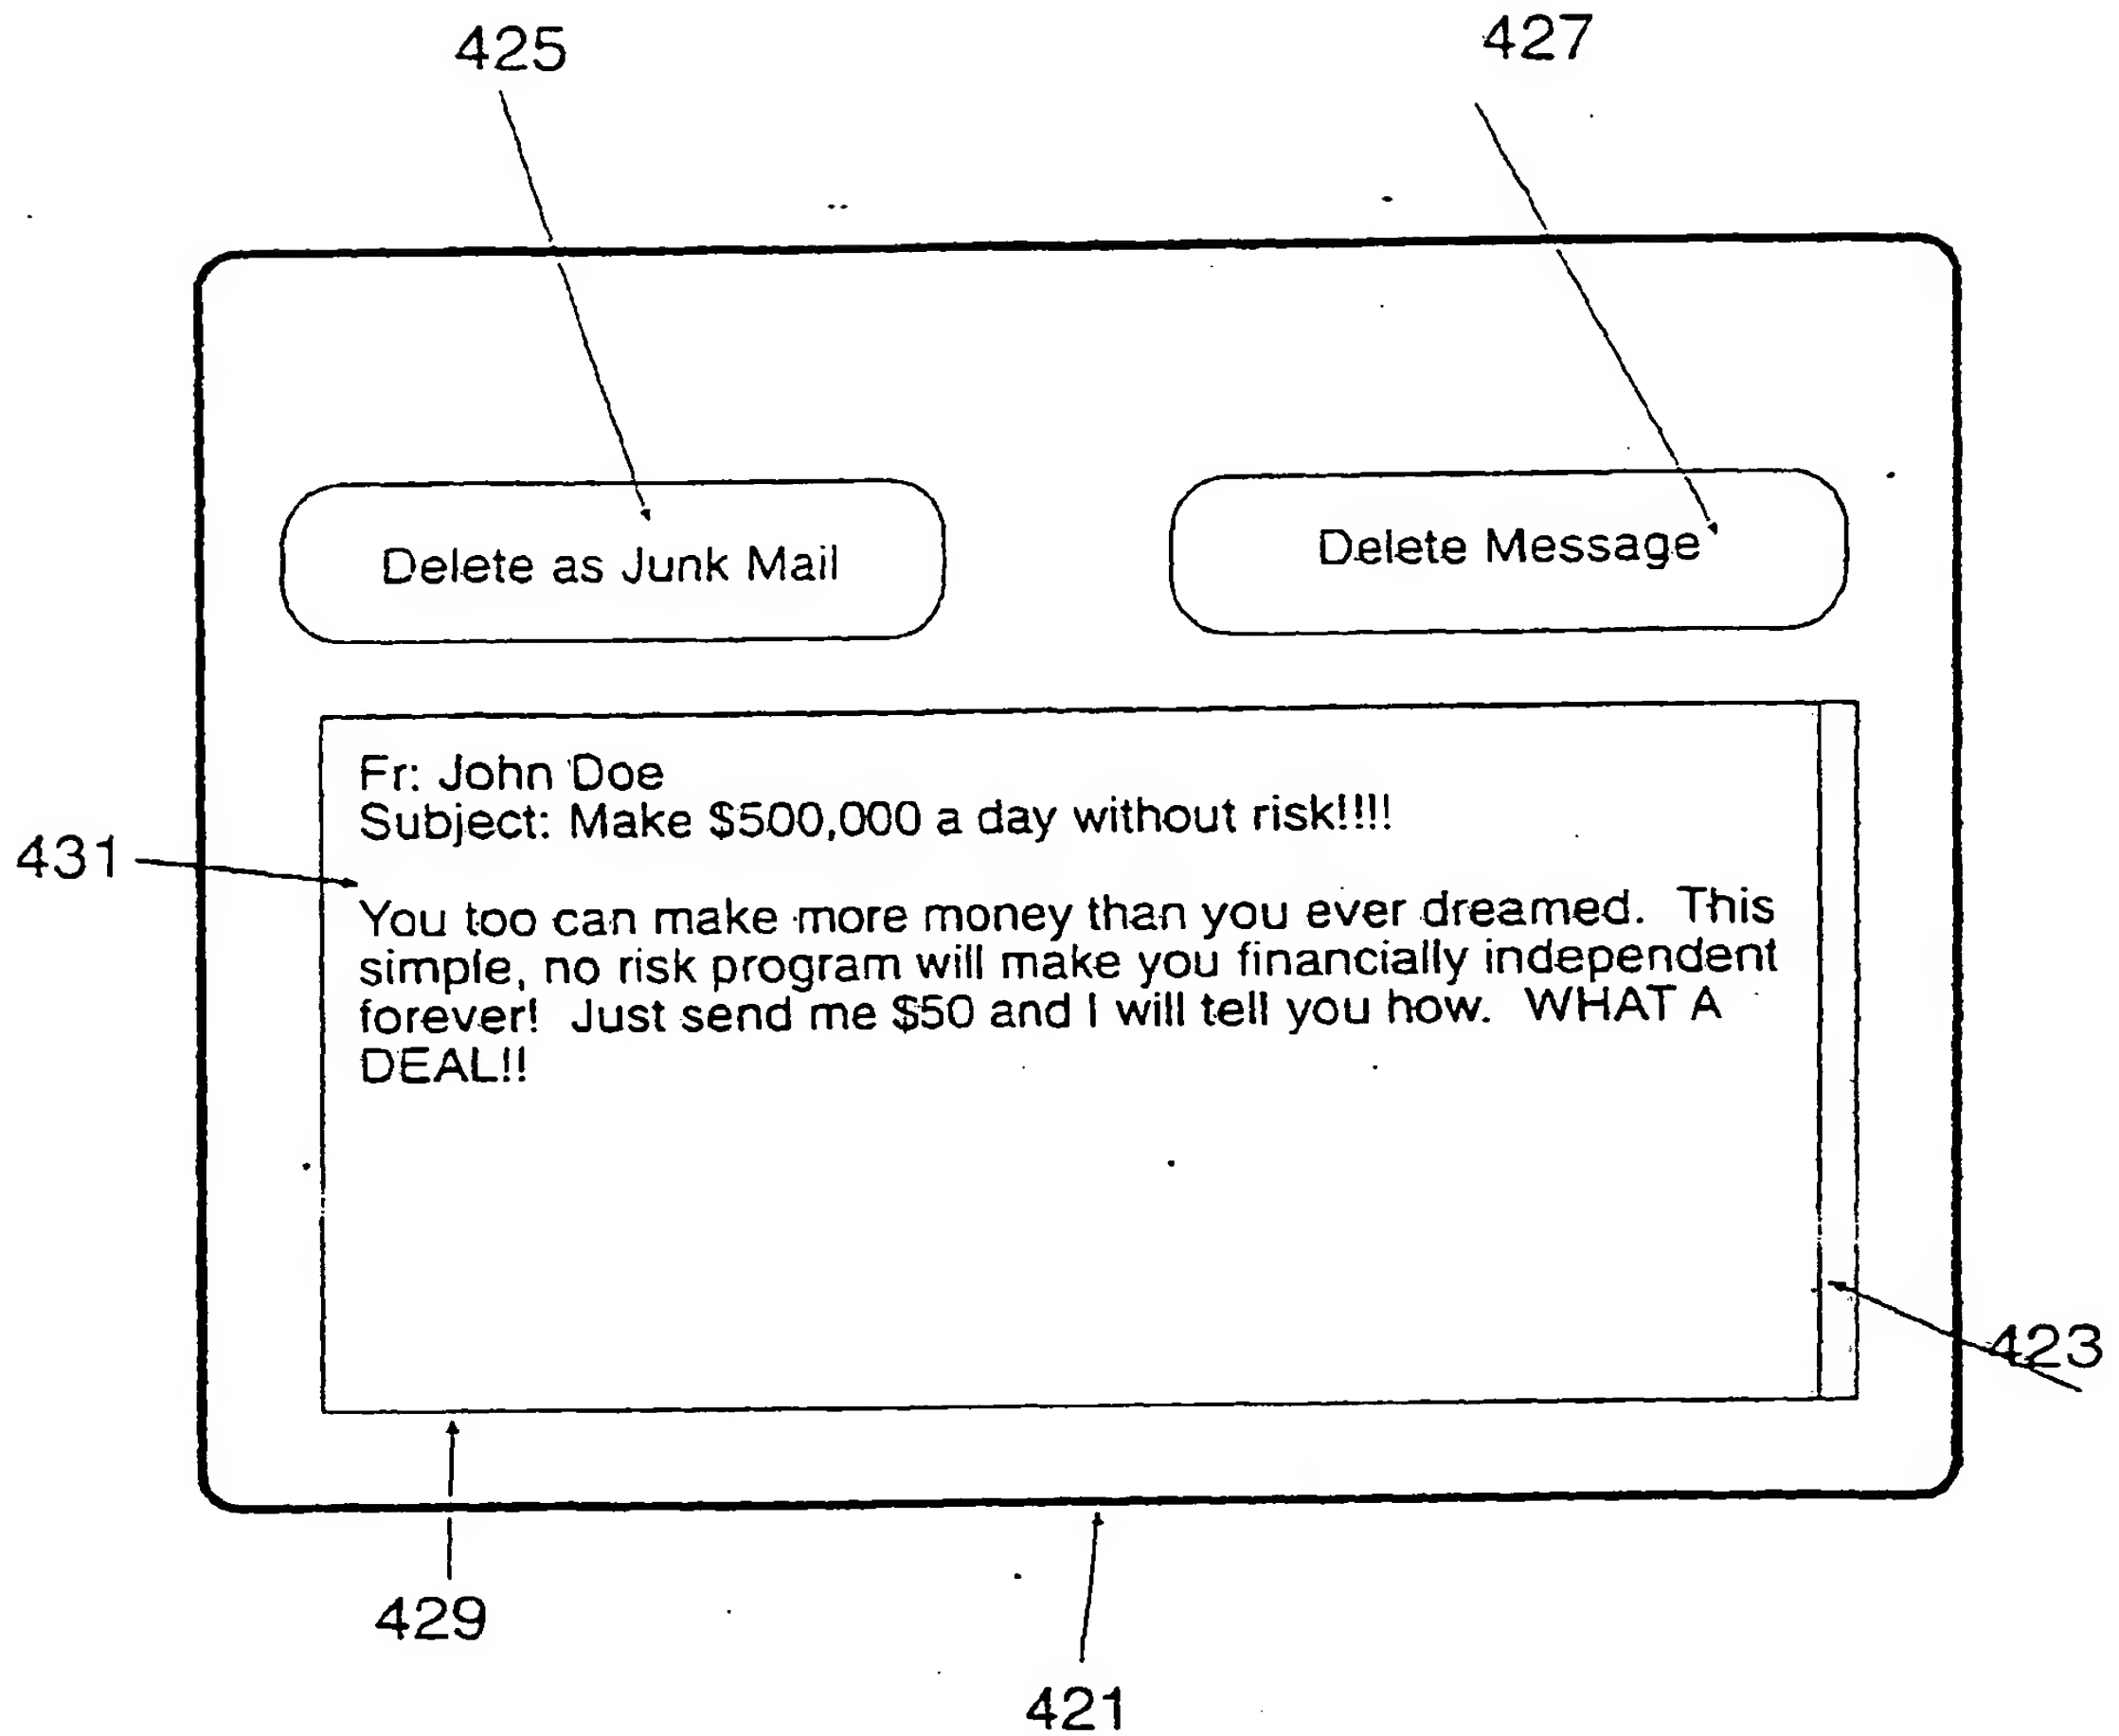 425
427
Delete as Junk Mail
Delete Message
Fr: John Doe
Subject: Make $500,000 a day without risk!!!!
431
You too can make more money than you ever dreamed. This
simple, no risk program will make you financially independent
forever! Just send me $50 and I will tell you how. WHAT A
DEAL!!
423
429
421